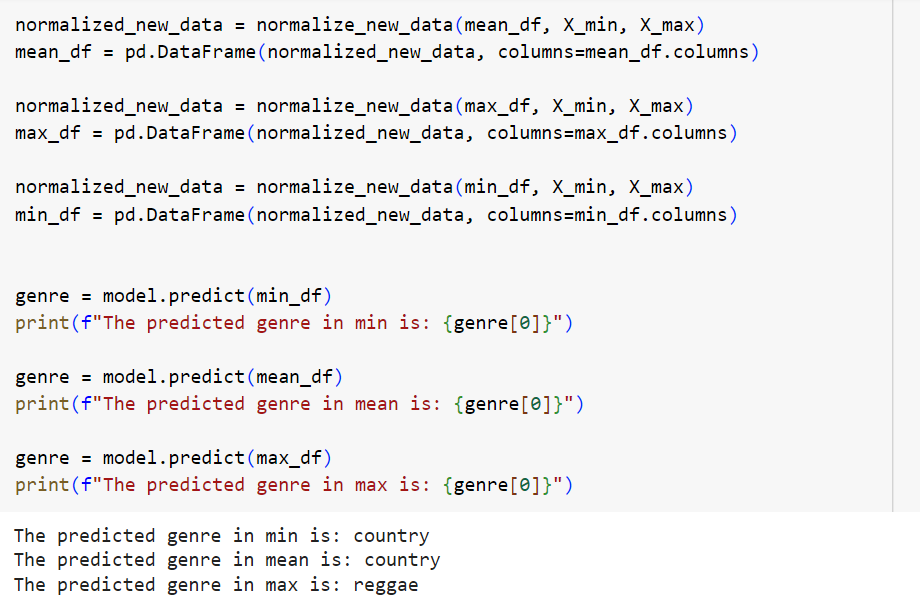 normalized_new_data = normalize_new_data(mean_df, X_min, X_max)
mean_df = pd.DataFrame(normalized_new_data, columns=mean_df.columns)
normalized_new_data = normalize_new_data(max_df, X_min, X_max)
max_df = pd.DataFrame(normalized_new_data, columns=max_df.columns)
normalized_new_data = normalize_new_data(min_df, X_min, X_max)
min_df = pd.DataFrame(normalized_new_data, columns=min_df.columns)
genre = model.predict(min_df)
print(f"The predicted genre in min is: {genre[0]}")
genre = model.predict(mean_df)
print(f"The predicted genre in mean is: {genre[0]}")
genre = model.predict(max_df)
print(f"The predicted genre in max is: {genre[0]}")
The predicted genre in min is: country
The predicted genre in mean is: country
The predicted genre in max is: reggae